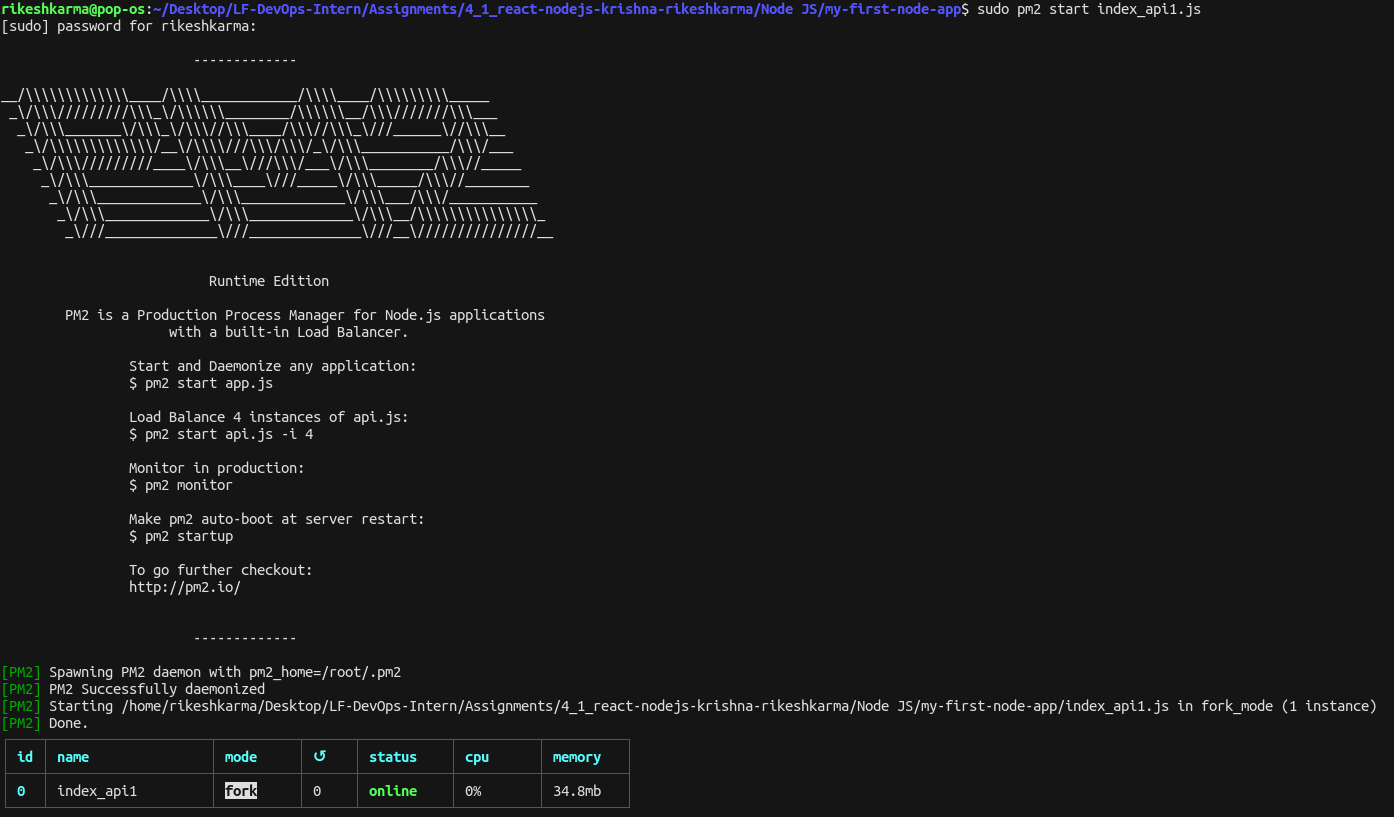 rikeshkarma@pop-os:~/Desktop/LF-DevOps-Intern/Assignments/4_1_react-nodejs-krishna-rikeshkarma/Node JS/my-first-node-app$ sudo pm2 start index_api1.js
[sudo] password for rikeshkarma:
-------------
__/\\\\\\\\\\\\\____/\\\\____________/\\\\____/\\\\\\\\\_____
_\/\\\/////////\\\_\/\\\\\\________/\\\\\\__/\\\///////\\\___
_\/\\\_______\/\\\_\/\\\//\\\____/\\\//\\\_\///______\//\\\__
_\/\\\\\\\\\\\\\/__\/\\\\///\\\/\\\/_\/\\\___________/\\\/___
_\/\\\/////////____\/\\\__\///\\\/___\/\\\________/\\\//_____
_\/\\\_____________\/\\\____\///_____\/\\\_____/\\\//________
_\/\\\_____________\/\\\_____________\/\\\___/\\\/___________
_\/\\\_____________\/\\\_____________\/\\\__/\\\\\\\\\\\\\\\_
_\///______________\///______________\///__\///////////////__
Runtime Edition
PM2 is a Production Process Manager for Node.js applications
with a built-in Load Balancer.
Start and Daemonize any application:
$ pm2 start app.js
Load Balance 4 instances of api.js:
$ pm2 start api.js -i 4
Monitor in production:
$ pm2 monitor
Make pm2 auto-boot at server restart:
$ pm2 startup
To go further checkout:
http://pm2.io/
-------------
[PM2] Spawning PM2 daemon with pm2_home=/root/.pm2
[PM2] PM2 Successfully daemonized
[PM2] Starting /home/rikeshkarma/Desktop/LF-DevOps-Intern/Assignments/4_1_react-nodejs-krishna-rikeshkarma/Node JS/my-first-node-app/index_api1.js in fork_mode (1 instance)
[PM2] Done.
id name mode ↺ status cpu memory
0 index_api1 fork 0 online 0% 34.8mb